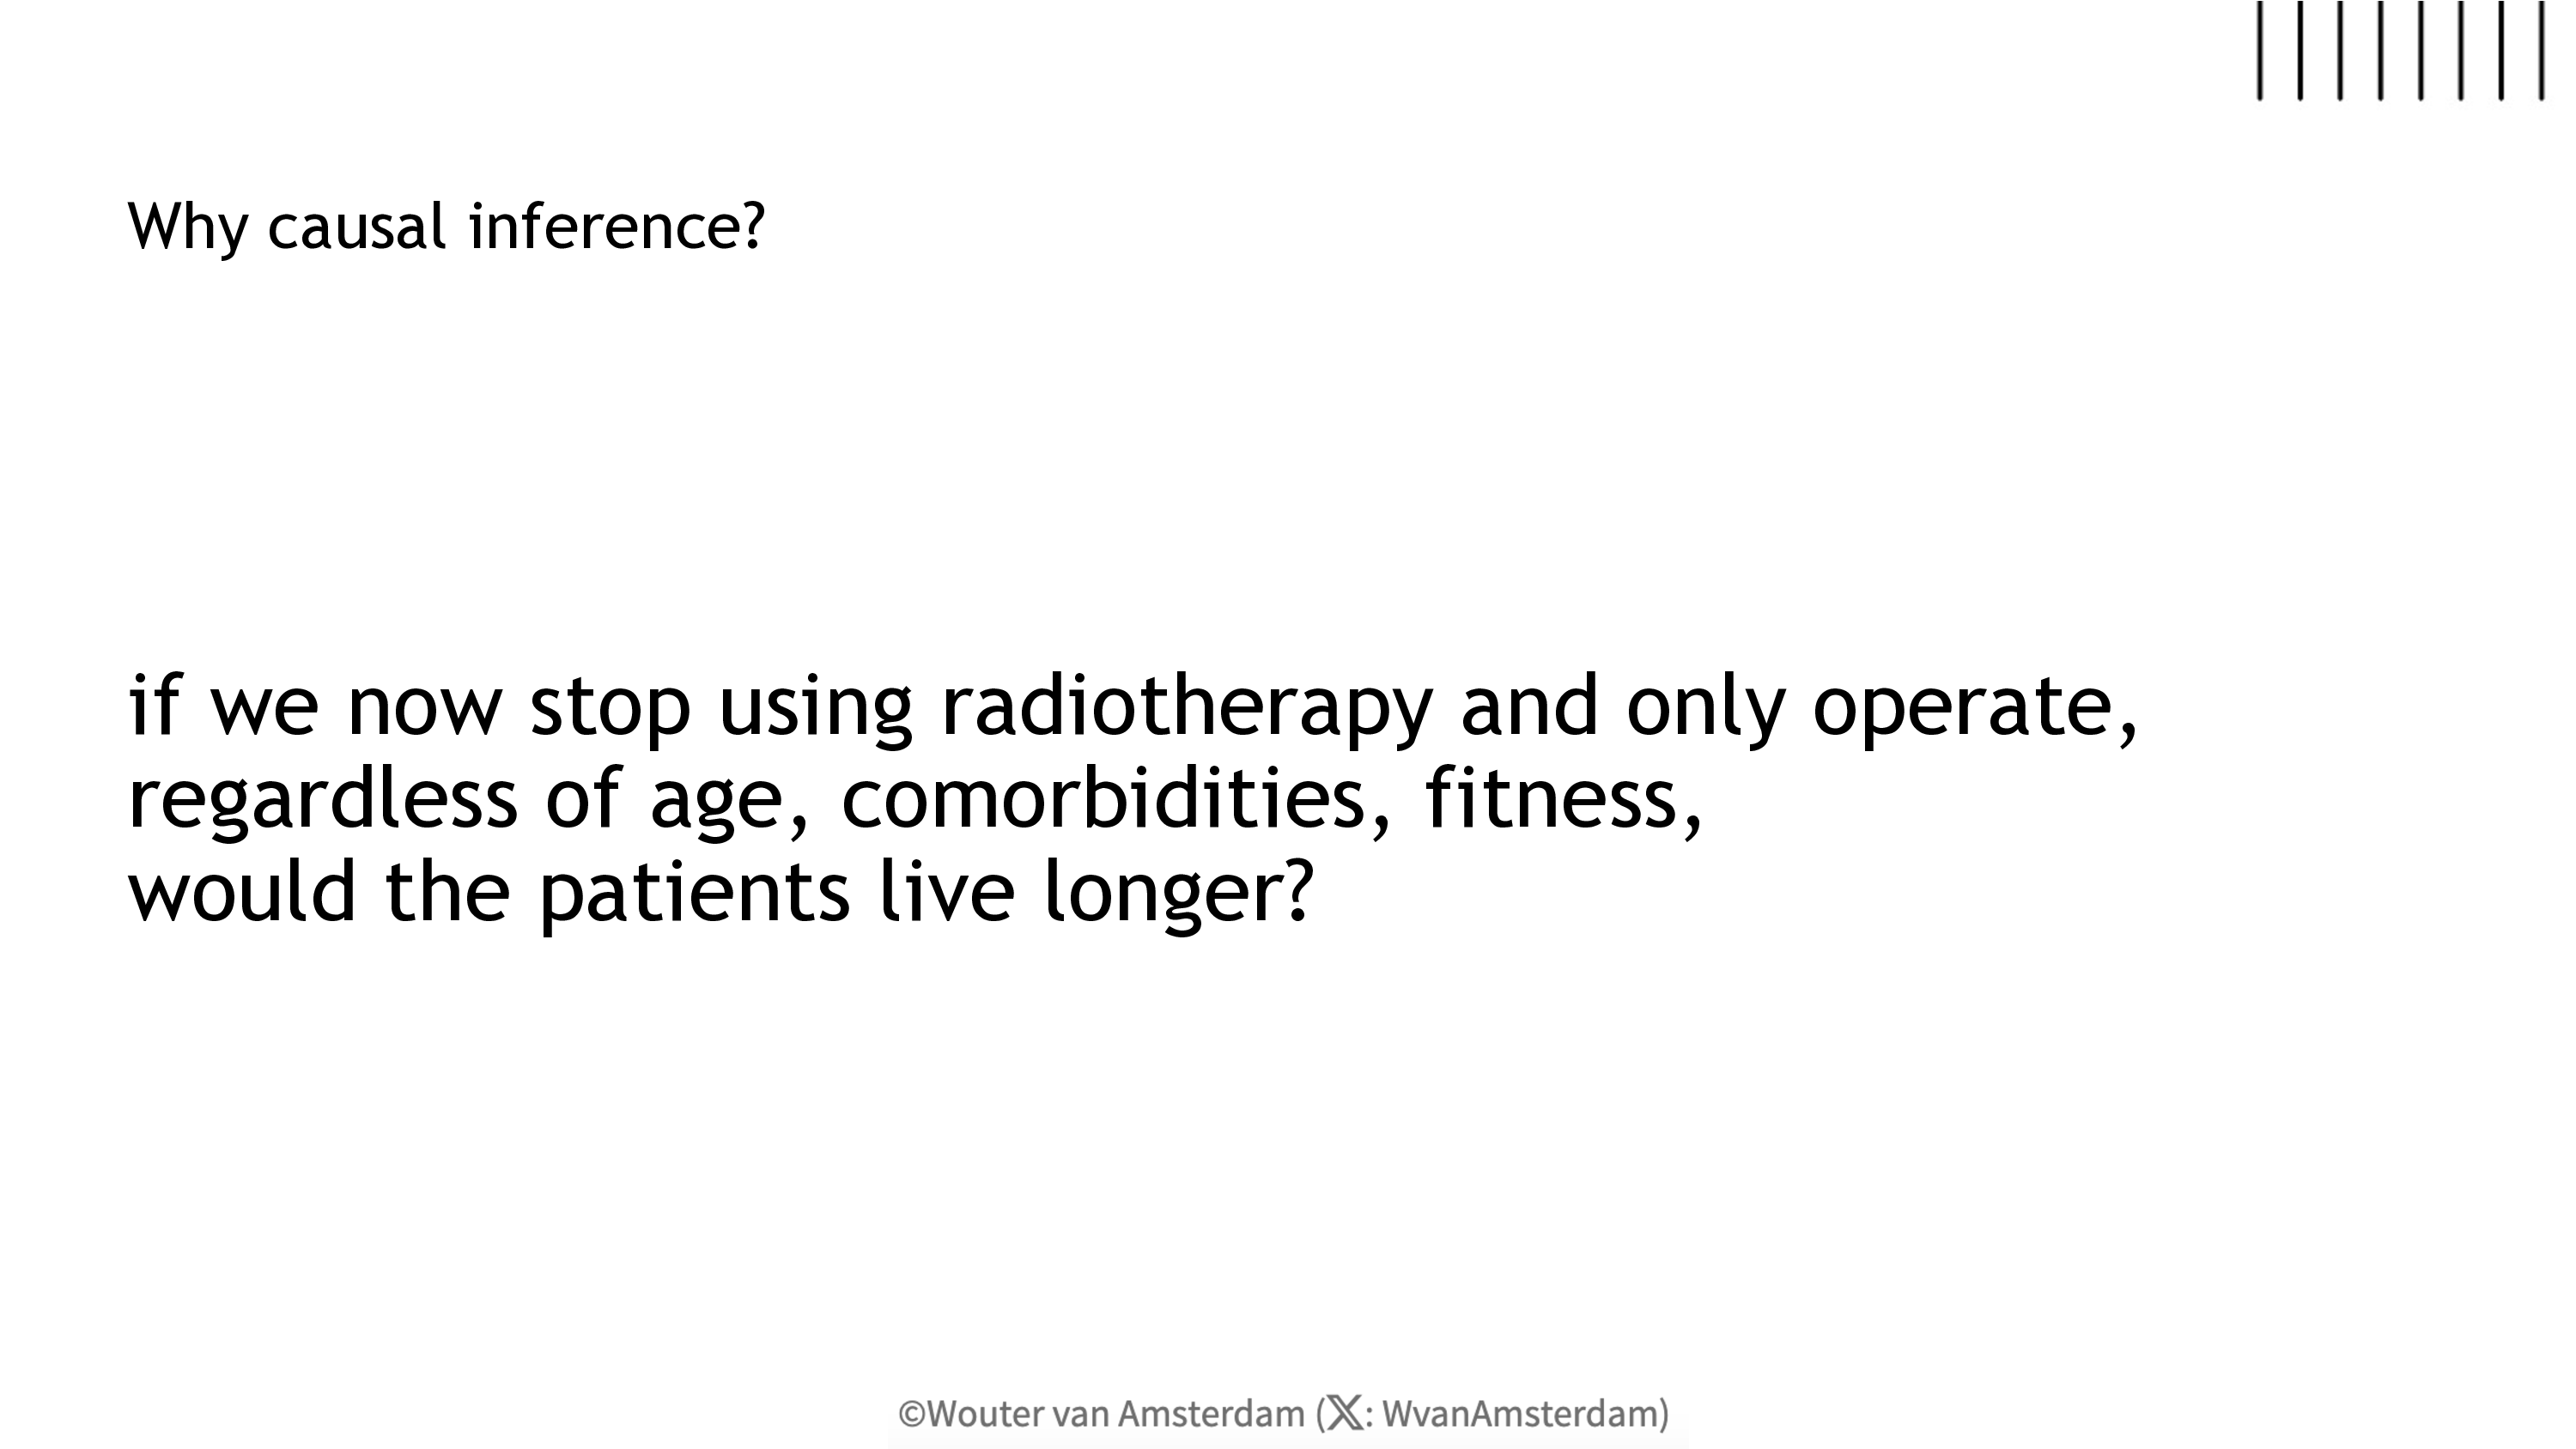 Why causal inference?
if we now stop using radiotherapy and only operate,
regardless of age, comorbidities, fitness,
would the patients live longer?
©Wouter van Amsterdam (𝕏: WvanAmsterdam)